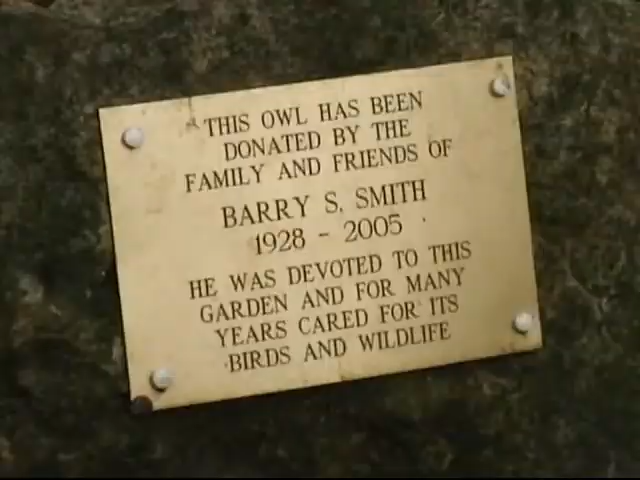 THIS OWL HAS BEEN
DONATED BY THE
FAMILY AND FRIENDS OF
BARRY S. SMITH
1928 - 2005
HE WAS DEVOTED TO THIS
GARDEN AND FOR MANY
YEARS CARED FOR ITS
BIRDS AND WILDLIFE